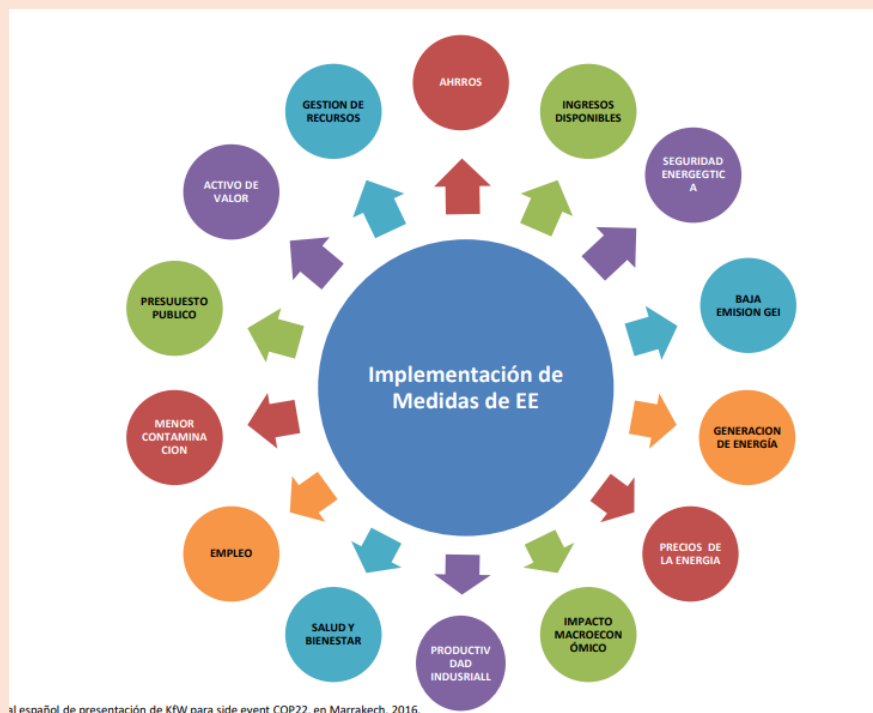 AHRROS
INGRESOS
DISPONIBLES
SEGURIDAD
ENERGEGTIC
A
BAJA
EMISION GEI
GENERACION
DE ENERGÍA
PRECIOS DE
LA ENERGIA
IMPACTO
MACROECON
ÓMICO
PRODUCTIV
DAD
INDUSRIALL
SALUD Y
BIENESTAR
EMPLEO
MENOR
CONTAMINA
CION
PRESUUESTO
PUBLICO
ACTIVO DE
VALOR
GESTION DE
RECURSOS
Implementación de
Medidas de EE
al español de presentación de KfW para side event COP22, en Marrakech, 2016.